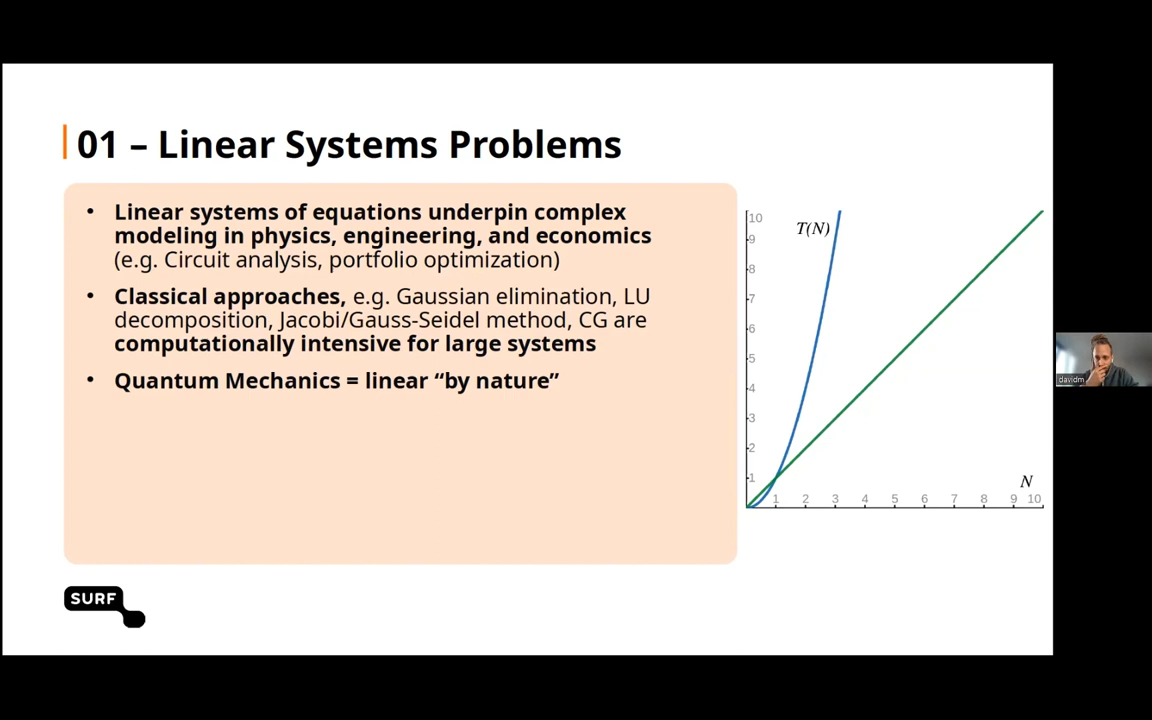 01 – Linear Systems Problems
• Linear systems of equations underpin complex
modeling in physics, engineering, and economics
(e.g. Circuit analysis, portfolio optimization)
• Classical approaches, e.g. Gaussian elimination, LU
decomposition, Jacobi/Gauss-Seidel method, CG are
computationally intensive for large systems
• Quantum Mechanics = linear “by nature”
T(N)
10
9
8
7
6
5
4
3
2
1
N
1 2 3 4 5 6 7 8 9 10
davidm
SURF